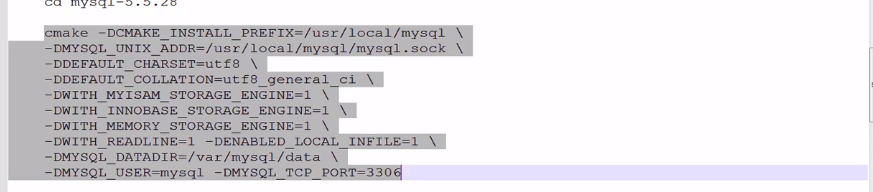 cd mysql-5.5.28
cmake -DCMAKE_INSTALL_PREFIX=/usr/local/mysql \
-DMYSQL_UNIX_ADDR=/usr/local/mysql/mysql.sock \
-DDEFAULT_CHARSET=utf8 \
-DDEFAULT_COLLATION=utf8_general_ci \
-DWITH_MYISAM_STORAGE_ENGINE=1 \
-DWITH_INNOBASE_STORAGE_ENGINE=1 \
-DWITH_MEMORY_STORAGE_ENGINE=1 \
-DWITH_READLINE=1 -DENABLED_LOCAL_INFILE=1 \
-DMYSQL_DATADIR=/var/mysql/data \
-DMYSQL_USER=mysql -DMYSQL_TCP_PORT=3306